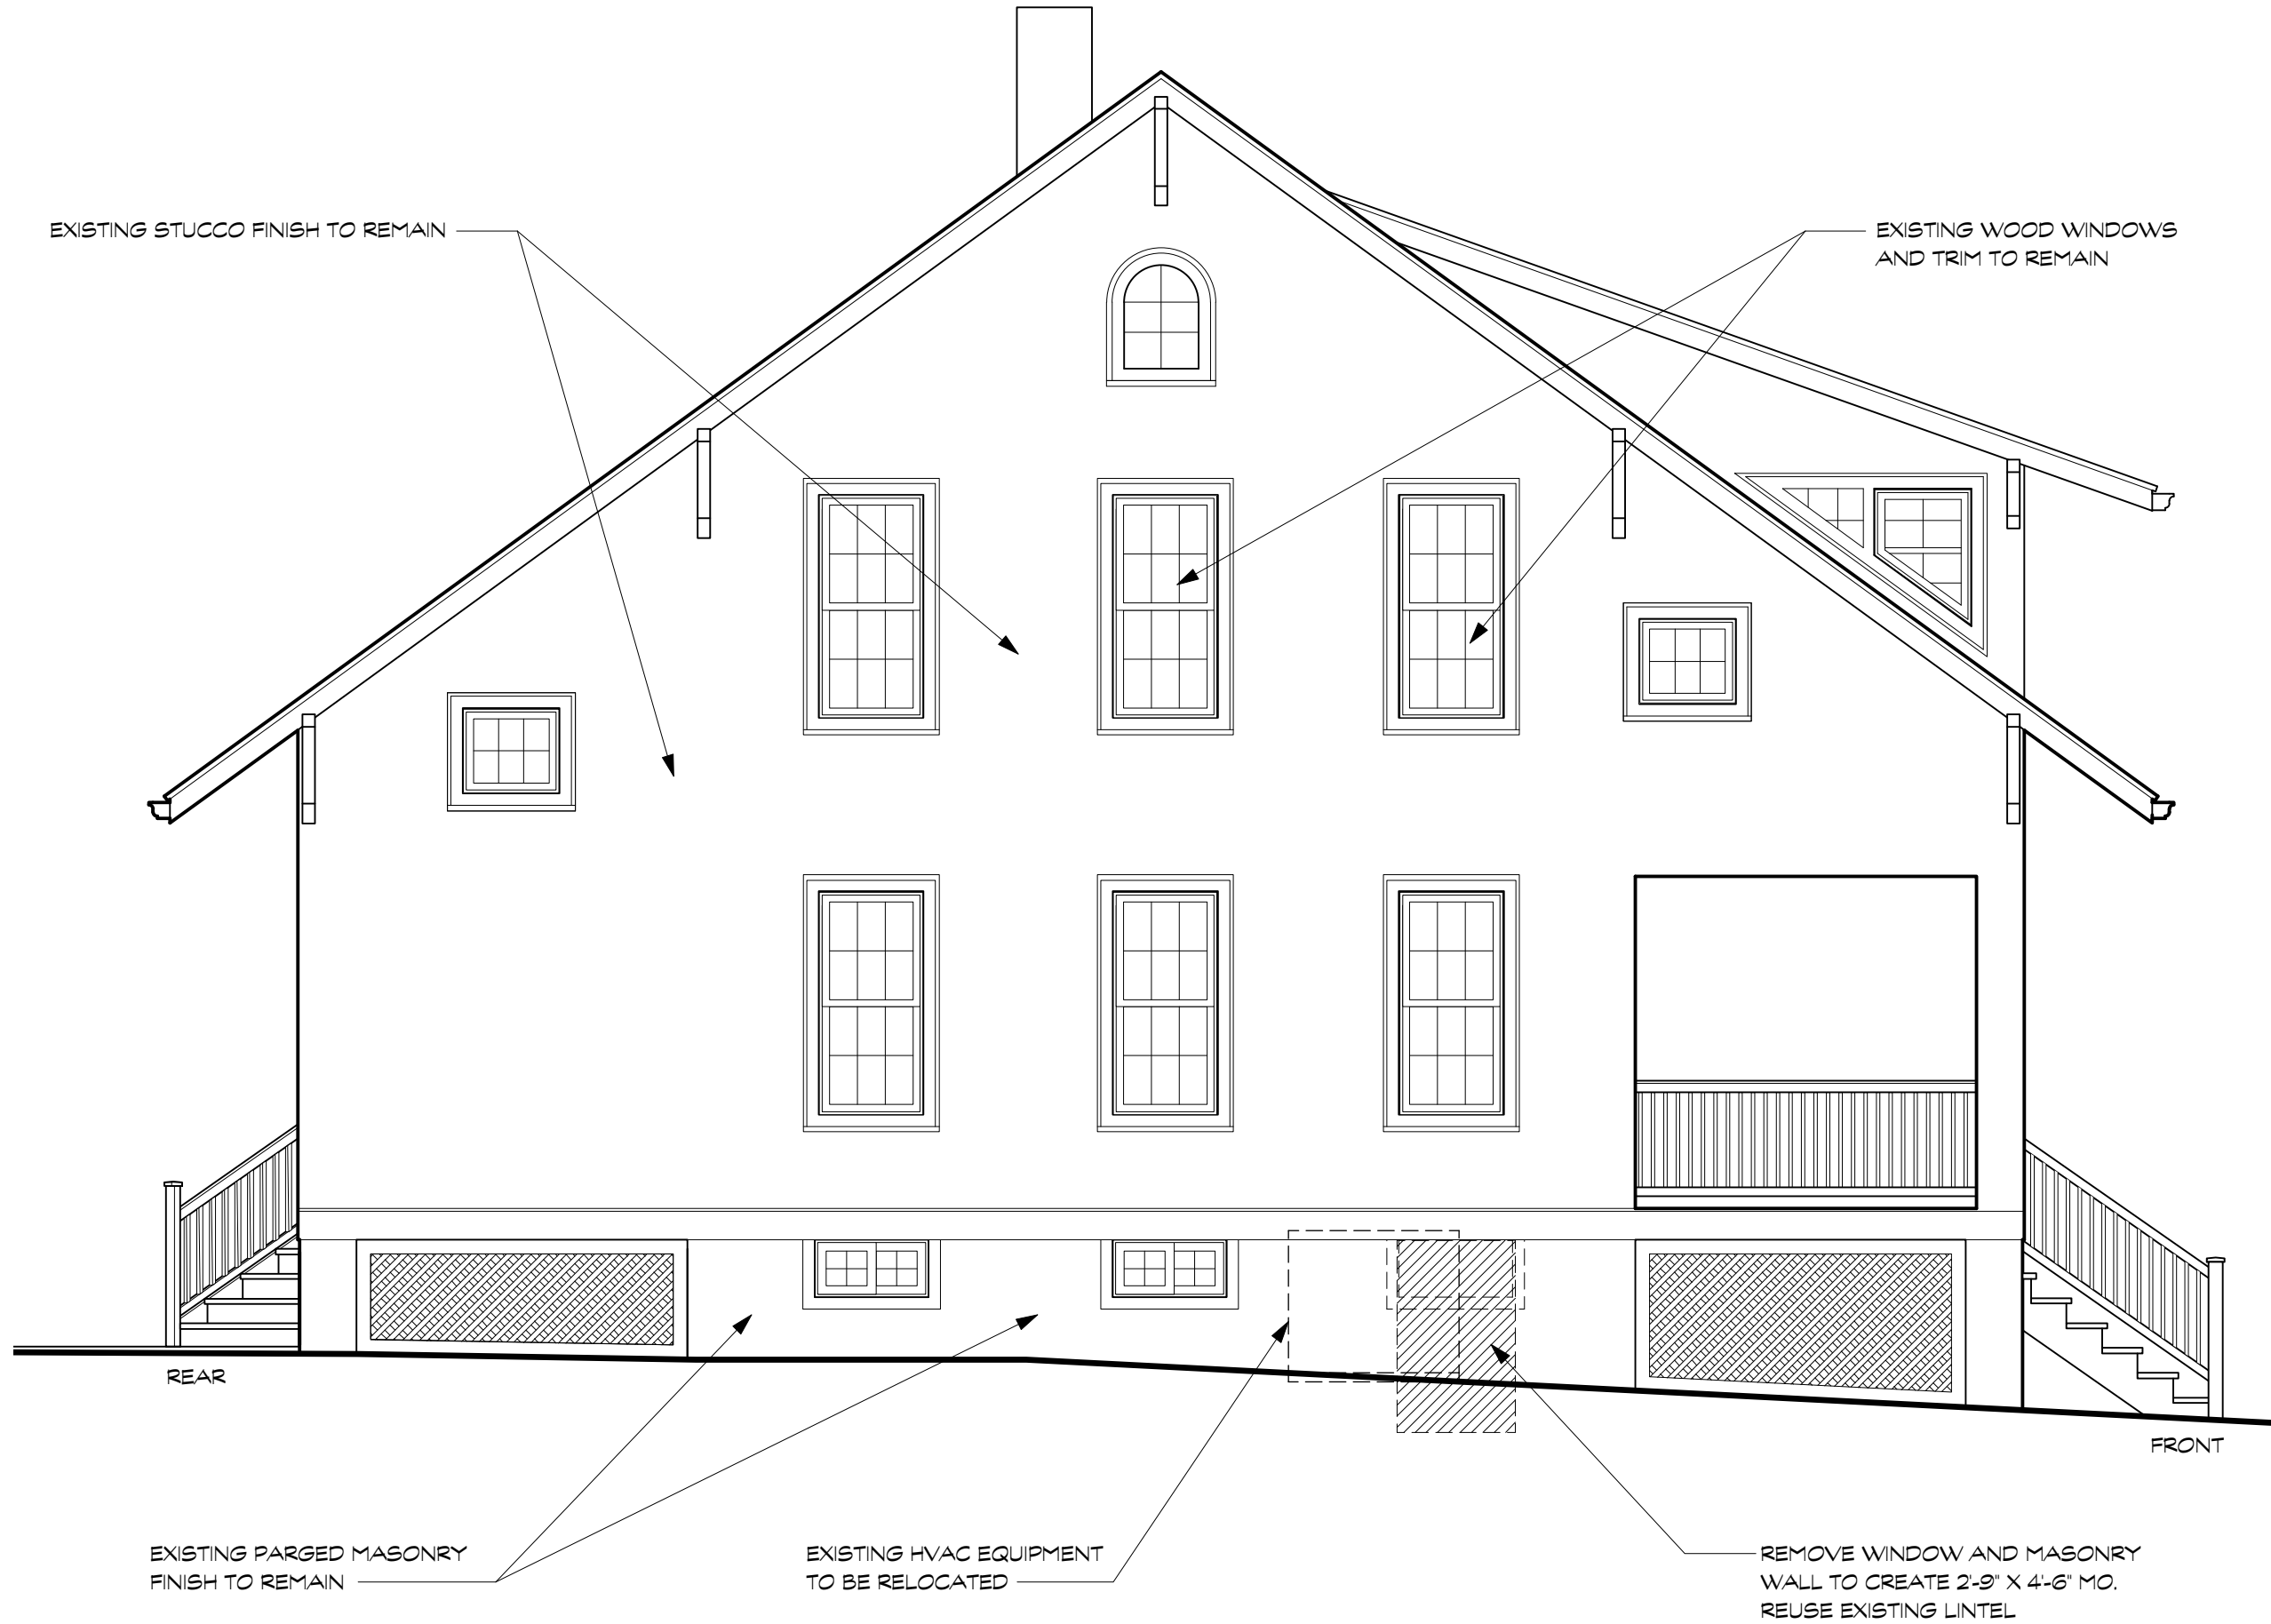 EXISTING STUCCO FINISH TO REMAIN
EXISTING WOOD WINDOWS
AND TRIM TO REMAIN
REAR
FRONT
EXISTING PARGED MASONRY
FINISH TO REMAIN
EXISTING HVAC EQUIPMENT
TO BE RELOCATED
REMOVE WINDOW AND MASONRY
WALL TO CREATE 2'-9" X 4'-6" MO.
REUSE EXISTING LINTEL